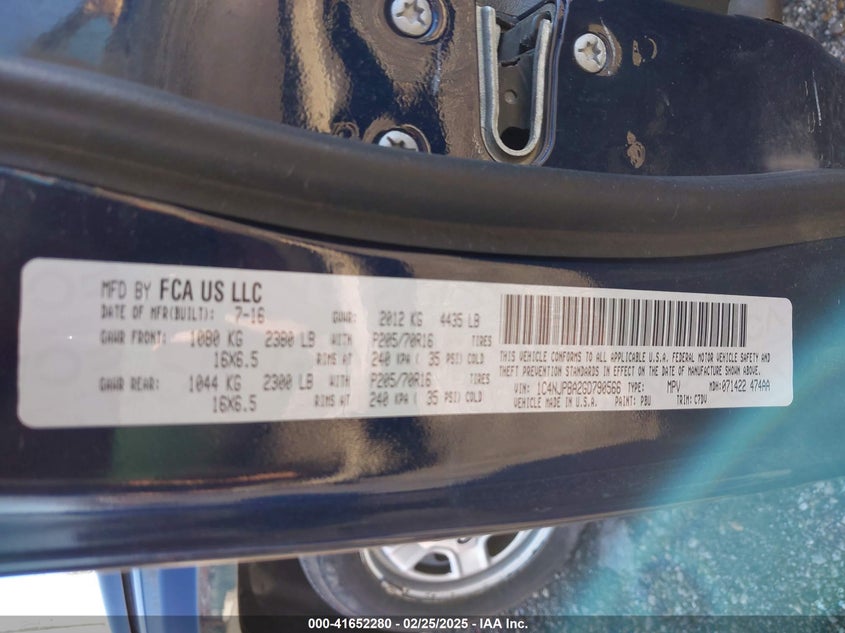 MFD BY FCA US LLC
DATE OF MFR(BUILT): 7-16 GVWR: 2012 KG 4435 LB
GAWR FRONT: 1080 KG 2380 LB WITH P205/70R16 TIRES
16X6.5 RIMS AT 240 KPA ( 35 PSI) COLD
GAWR REAR: 1044 KG 2300 LB WITH P205/70R16 TIRES
16X6.5 RIMS AT 240 KPA ( 35 PSI) COLD
THIS VEHICLE CONFORMS TO ALL APPLICABLE U.S.A. FEDERAL MOTOR VEHICLE SAFETY AND
THEFT PREVENTION STANDARDS IN EFFECT ON THE DATE OF MANUFACTURE SHOWN ABOVE.
VIN: 1C4NJPBA2GD790566 TYPE: MPV MDH: 071422 474AA
VEHICLE MADE IN U.S.A. PAINT: PBU TRIM: C7DV
000-41652280 - 02/25/2025 - IAA Inc.